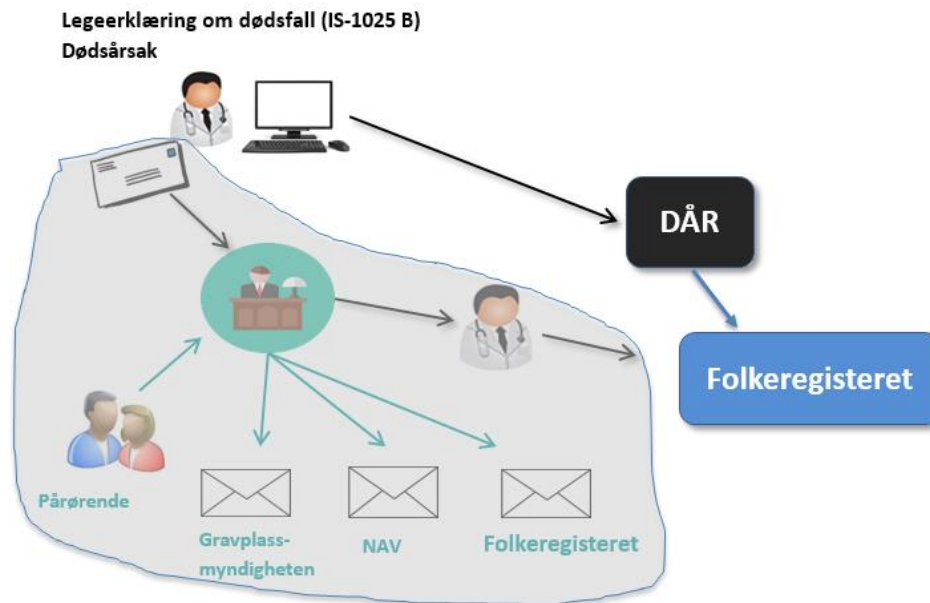 Legeerklæring om dødsfall (IS-1025 B)
Dødsårsak
DÅR
Folkeregisteret
Pårørende
Gravplass-
myndigheten
NAV
Folkeregisteret